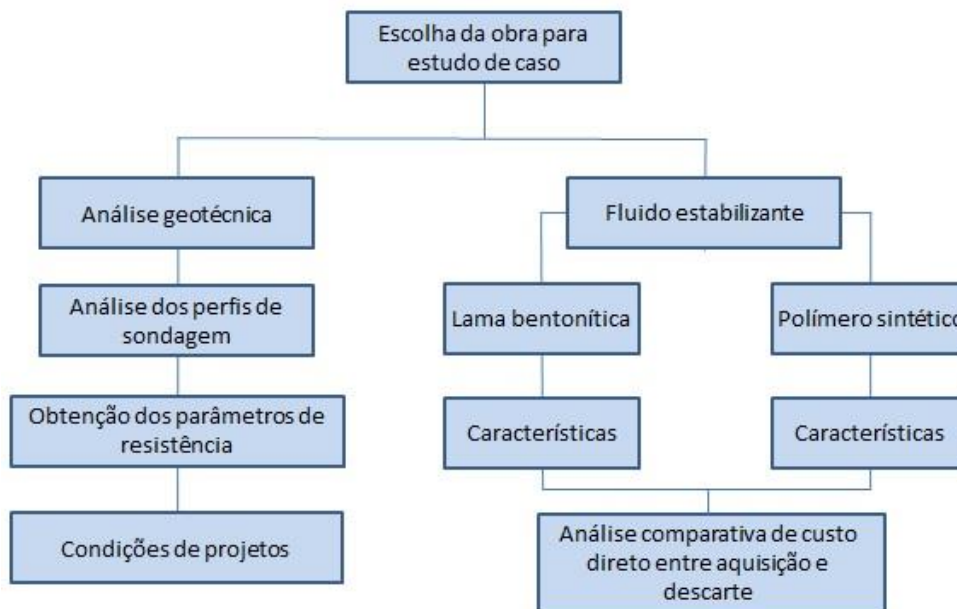 Escolha da obra para
estudo de caso
Análise geotécnica
Fluido estabilizante
Análise dos perfis de
sondagem
Lama bentonítica
Polímero sintético
Obtenção dos parâmetros de
resistência
Características
Características
Condições de projetos
Análise comparativa de custo
direto entre aquisição e
descarte